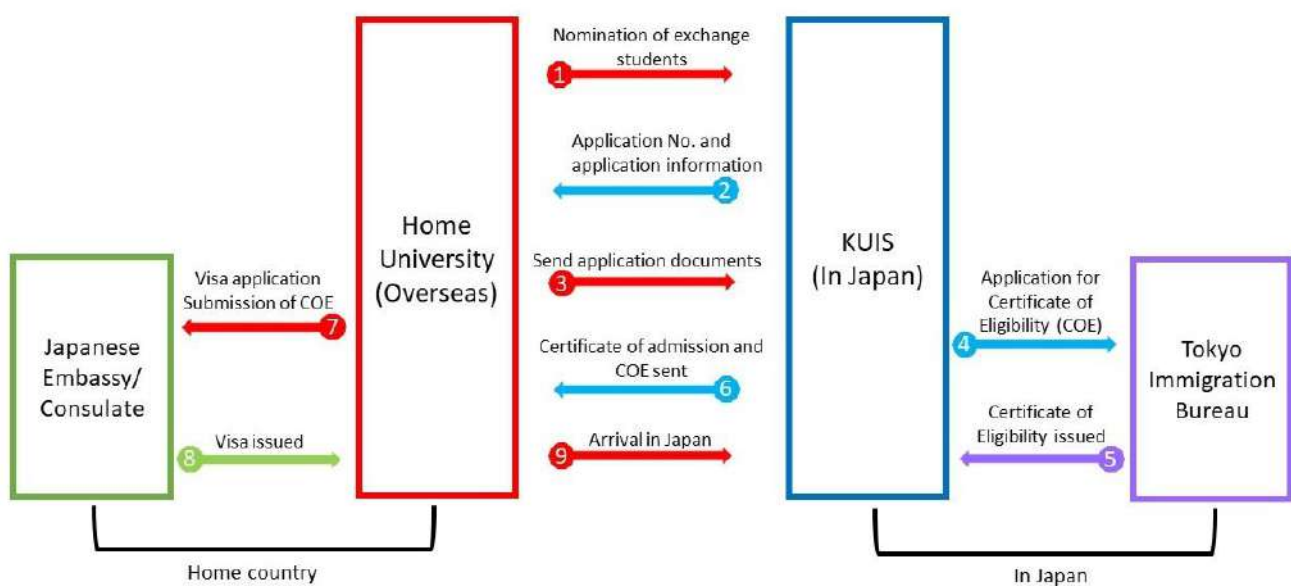 Nomination of exchange
students
1
Application No. and
application information
2
Home
University
(Overseas)
KUIS
(In Japan)
Send application documents
3
Visa application
Submission of COE
7
Application for
Certificate of
Eligibility (COE)
4
Japanese
Embassy/
Consulate
Certificate of admission and
COE sent
6
Tokyo
Immigration
Bureau
Visa issued
8
Arrival in Japan
9
Certificate of
Eligibility issued
5
Home country
In Japan